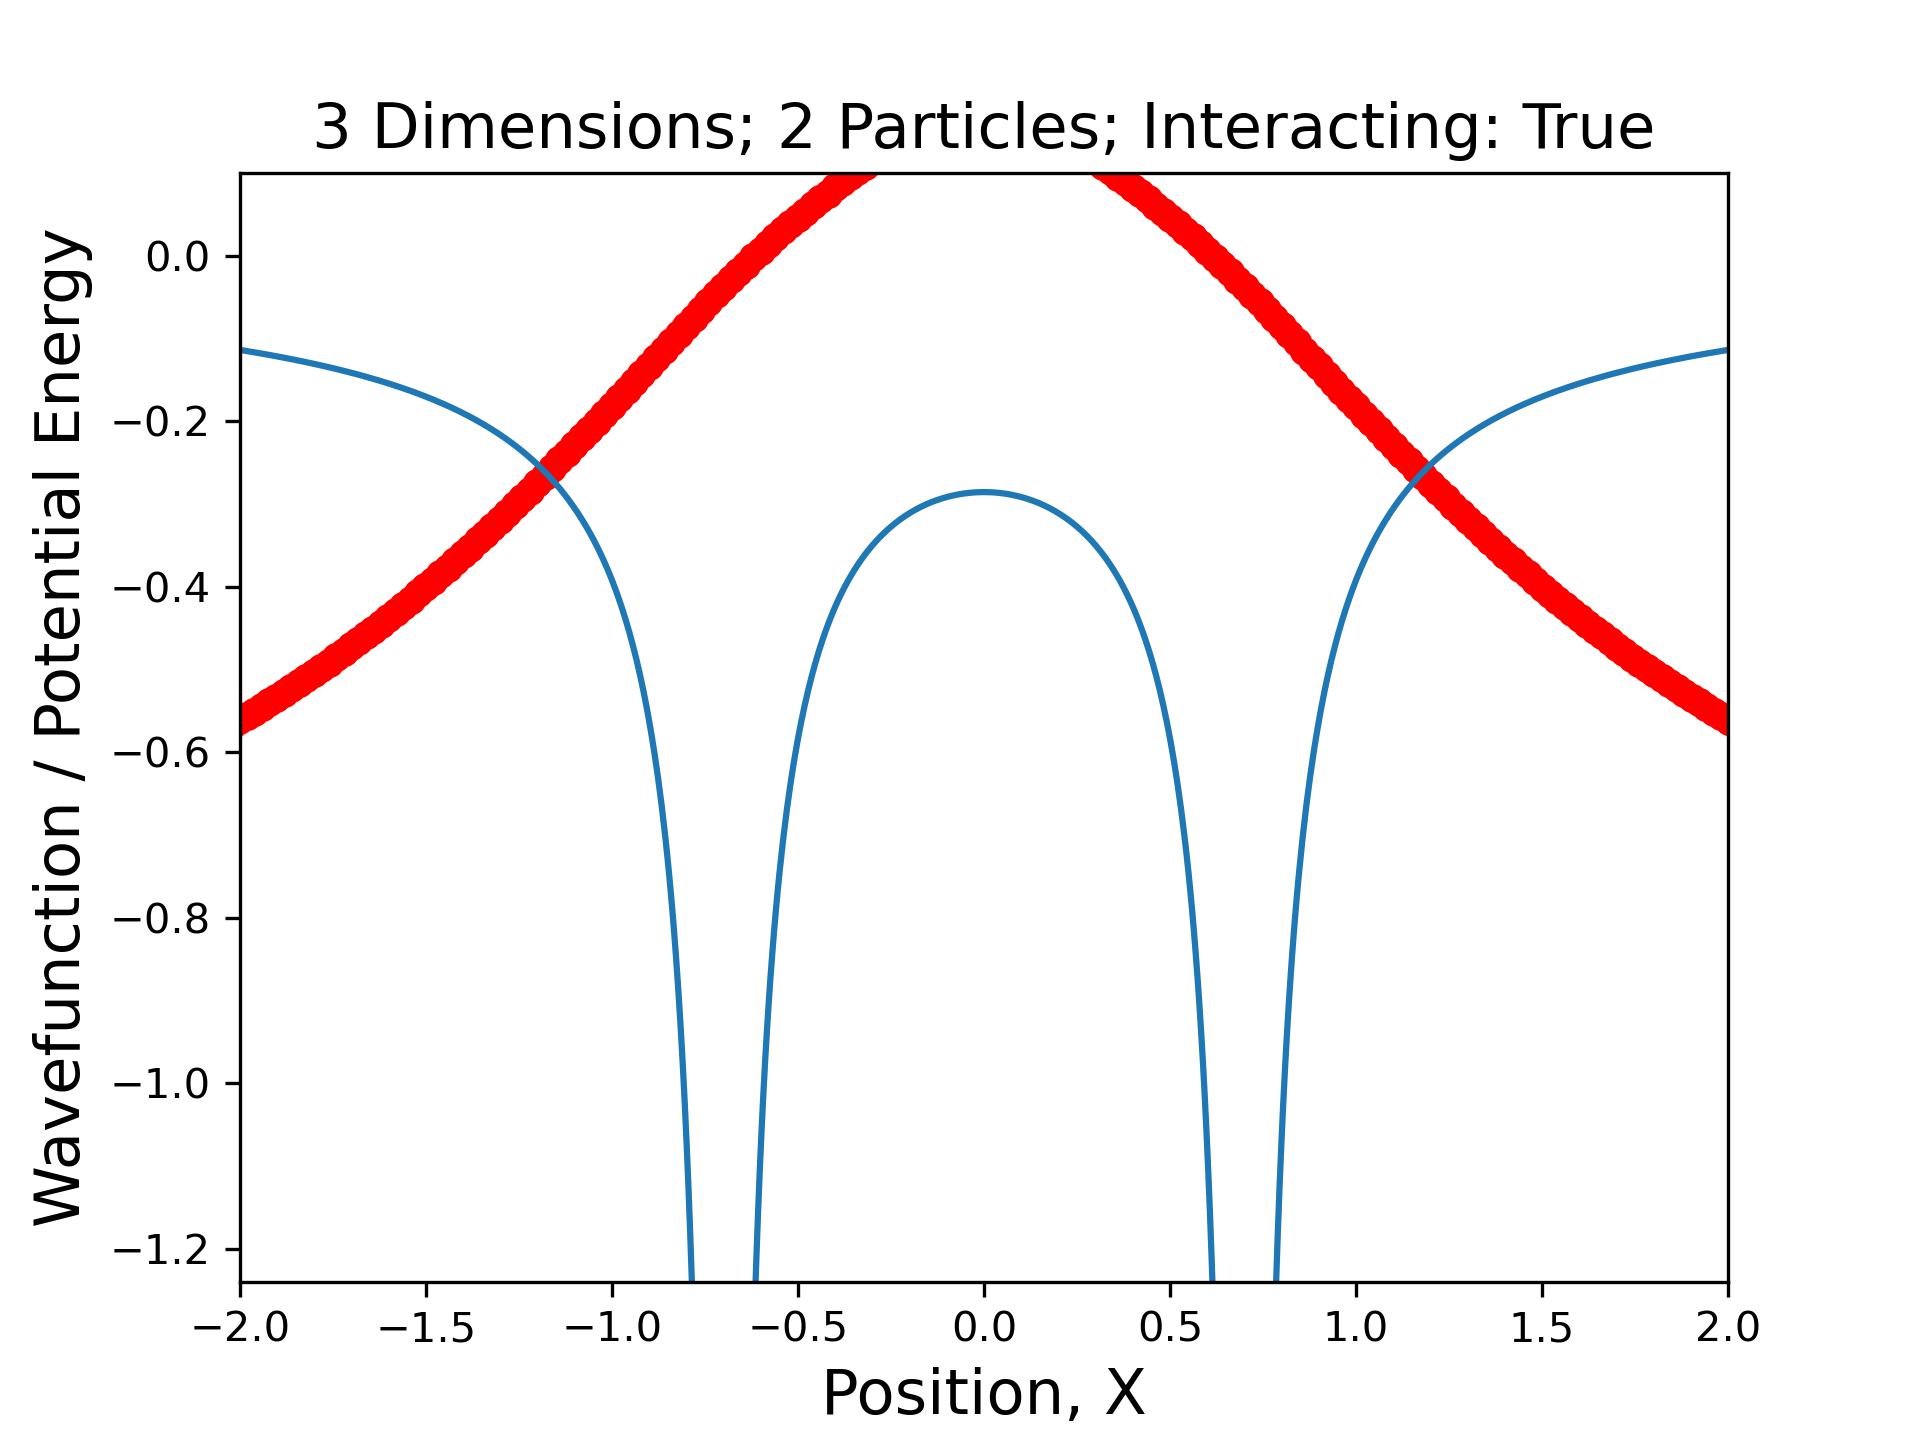 3 Dimensions; 2 Particles; Interacting: True
Wavefunction / Potential Energy
0.0
−0.2
−0.4
−0.6
−0.8
−1.0
−1.2
−2.0 −1.5 −1.0 −0.5 0.0 0.5 1.0 1.5 2.0
Position, X